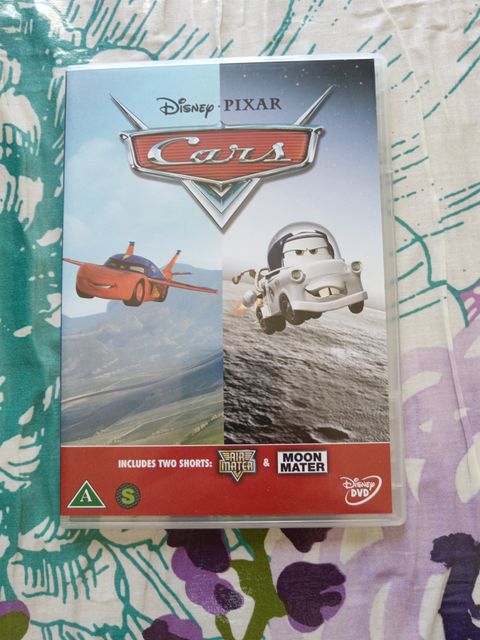 Disney · PIXAR
Cars
INCLUDES TWO SHORTS: AIR MATER & MOON MATER
A
S
Disney DVD